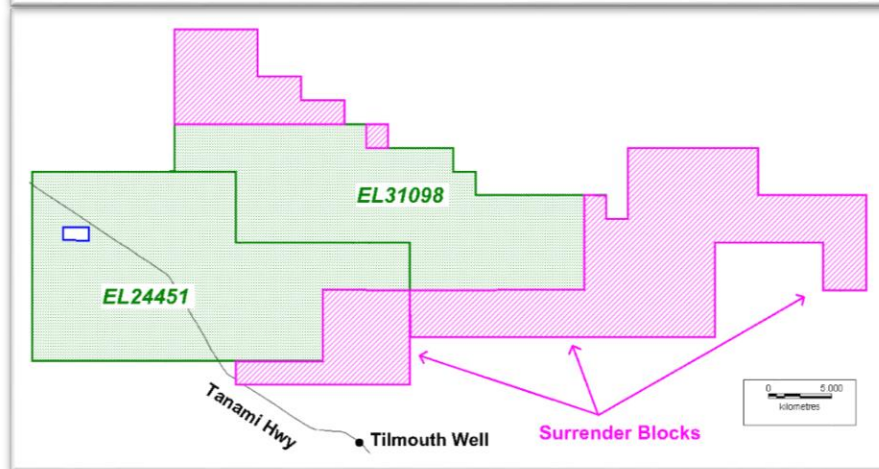 EL31098
EL24451
Tanami Hwy
Tilmouth Well
Surrender Blocks
0 5.000
kilometres